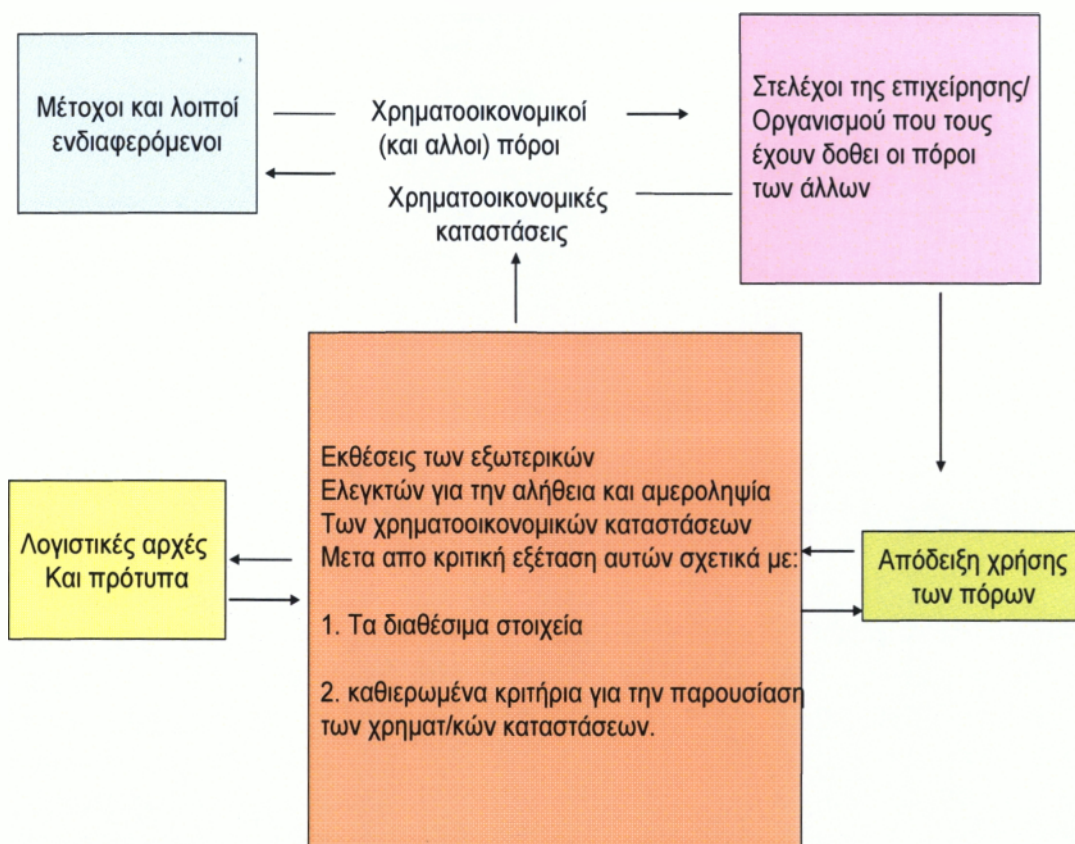 Μέτοχοι και λοιποί
ενδιαφερόμενοι
Χρηματοοικονομικοί
(και αλλοι) πόροι
Χρηματοοικονομικές
καταστάσεις
Στελέχοι της επιχείρησης/
Οργανισμού που τους
έχουν δοθει οι πόροι
των άλλων
Εκθέσεις των εξωτερικών
Ελεγκτών για την αλήθεια και αμεροληψία
Των χρηματοοικονομικών καταστάσεων
Μετα απο κριτική εξέταση αυτών σχετικά με:
1. Τα διαθέσιμα στοιχεία
2. καθιερωμένα κριτήρια για την παρουσίαση
των χρηματ/κών καταστάσεων.
Λογιστικές αρχές
Και πρότυπα
Απόδειξη χρήσης
των πόρων